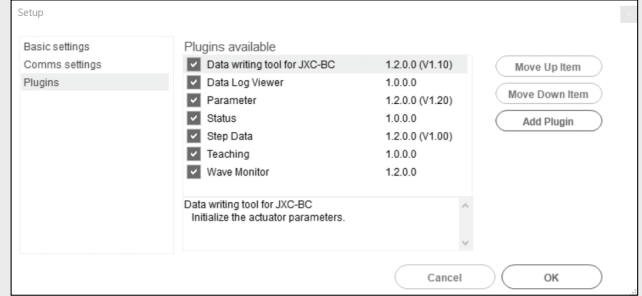 Setup
Basic settings
Comms settings
Plugins
Plugins available
Data writing tool for JXC-BC 1.2.0.0 (V1.10)
Data Log Viewer 1.0.0.0
Parameter 1.2.0.0 (V1.20)
Status 1.0.0.0
Step Data 1.2.0.0 (V1.00)
Teaching 1.0.0.0
Wave Monitor 1.2.0.0
Data writing tool for JXC-BC
Initialize the actuator parameters.
Move Up Item
Move Down Item
Add Plugin
Cancel OK